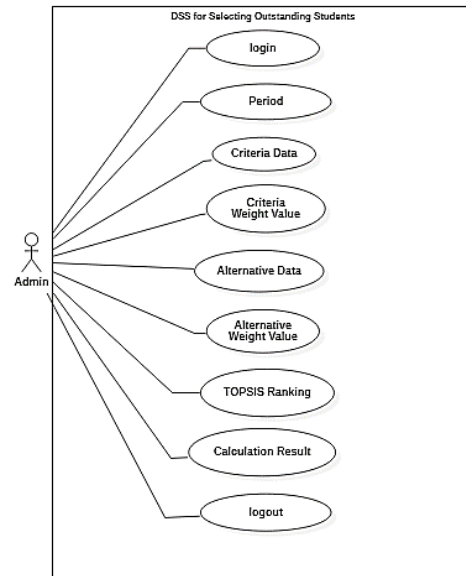 DSS for Selecting Outstanding Students
login
Period
Criteria Data
Criteria
Weight Value
Admin
Alternative Data
Alternative
Weight Value
TOPSIS Ranking
Calculation Result
logout